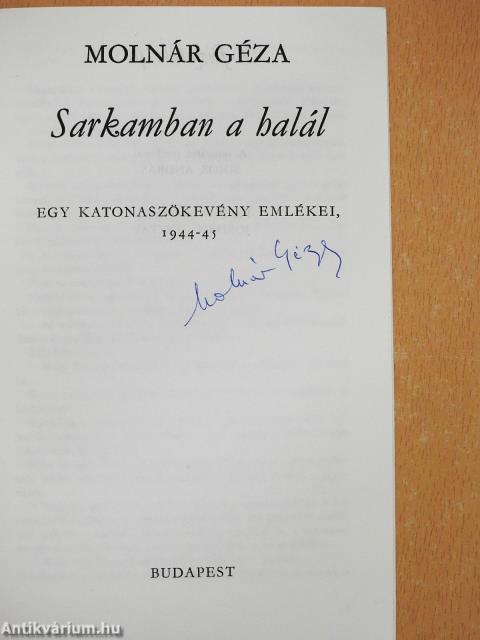 MOLNÁR GÉZA
Sarkamban a halál
EGY KATONASZÖKEVÉNY EMLÉKEI,
1944-45
Molnár Géza
BUDAPEST
Antikvárium.hu